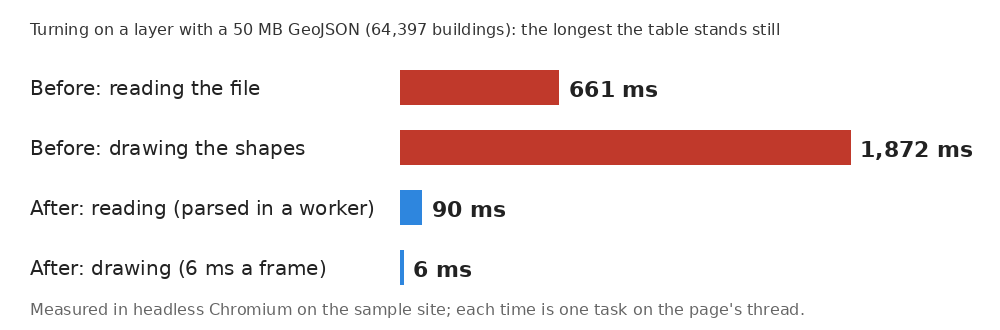 Turning on a layer with a 50 MB GeoJSON (64,397 buildings): the longest the table stands still
Before: reading the file 661 ms
Before: drawing the shapes 1,872 ms
After: reading (parsed in a worker) 90 ms
After: drawing (6 ms a frame) 6 ms
Measured in headless Chromium on the sample site; each time is one task on the page's thread.